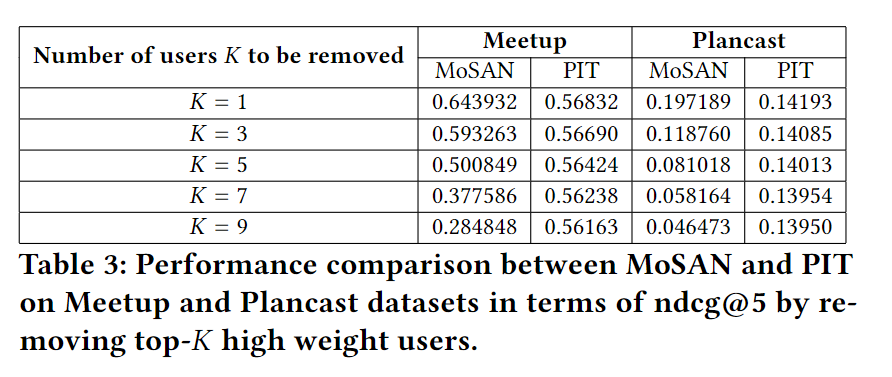 Number of users K to be removed Meetup Plancast
MoSAN PIT MoSAN PIT
K = 1 0.643932 0.56832 0.197189 0.14193
K = 3 0.593263 0.56690 0.118760 0.14085
K = 5 0.500849 0.56424 0.081018 0.14013
K = 7 0.377586 0.56238 0.058164 0.13954
K = 9 0.284848 0.56163 0.046473 0.13950
Table 3: Performance comparison between MoSAN and PIT
on Meetup and Plancast datasets in terms of ndcg@5 by re-
moving top-K high weight users.